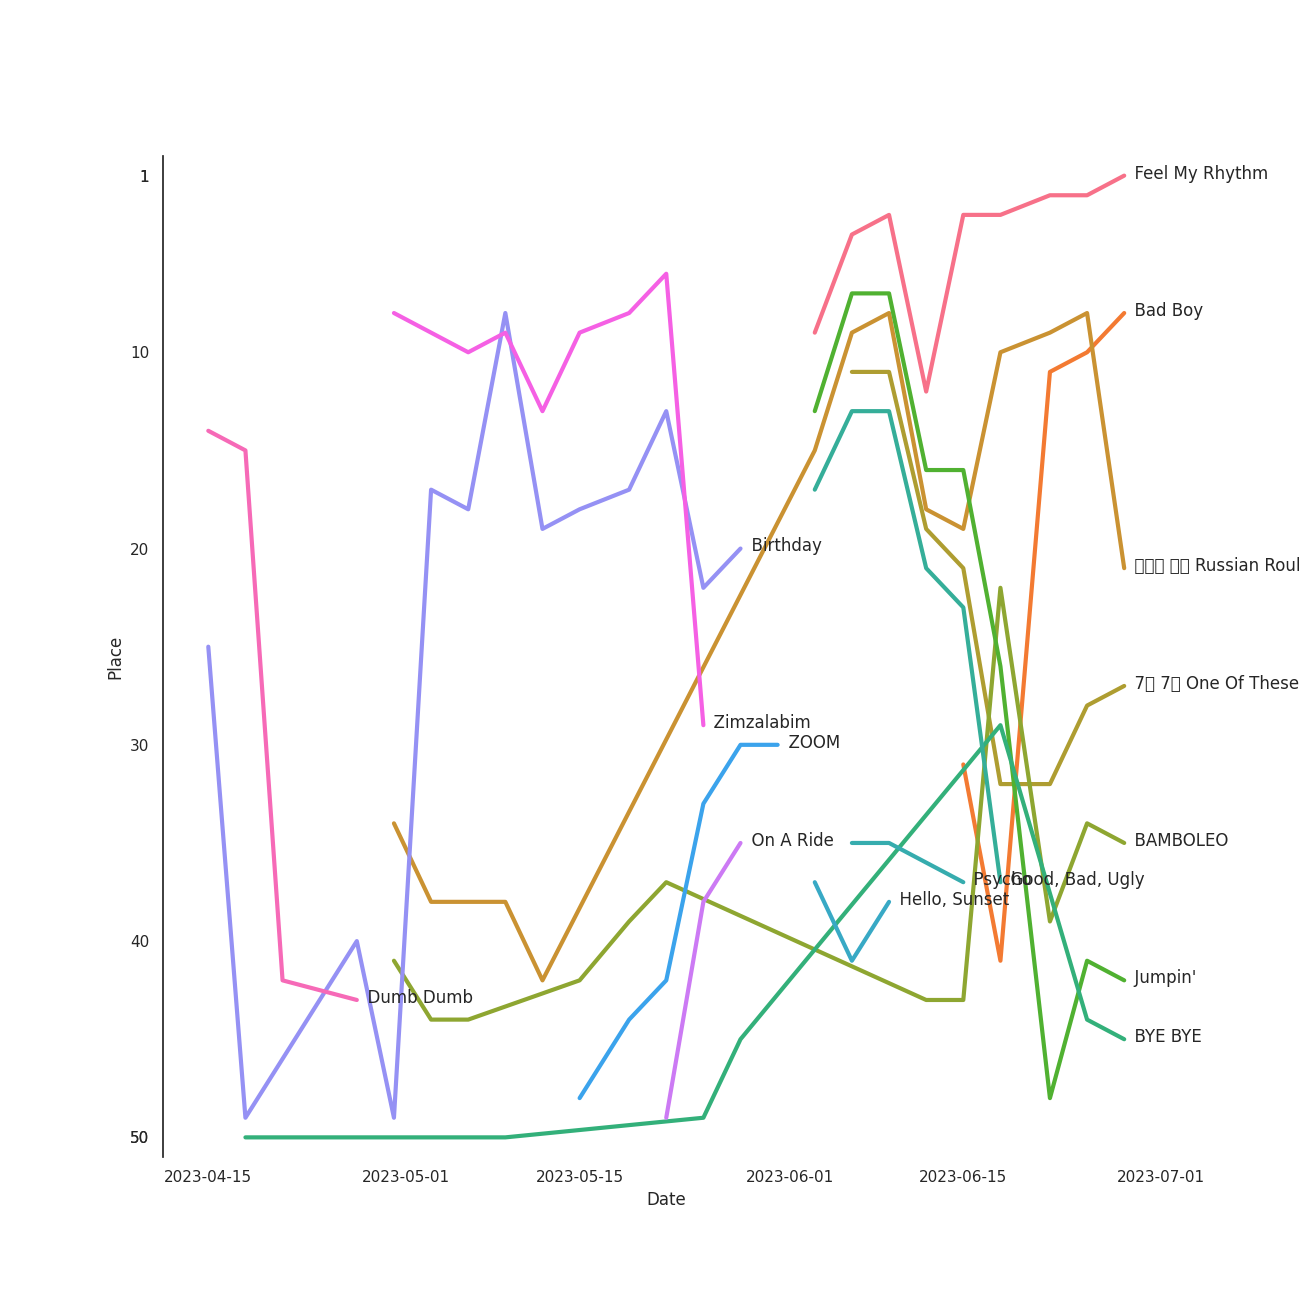 Feel My Rhythm
1
Bad Boy
10
20
Birthday
Russian Roul
7 7 One Of These
Zimzalabim
30
ZOOM
Place
On A Ride
BAMBOLEO
Psycho
Good, Bad, Ugly
Hello, Sunset
40
Dumb Dumb
Jumpin'
BYE BYE
50
2023-04-15
2023-05-01
2023-05-15
2023-06-01
2023-06-15
2023-07-01
Date